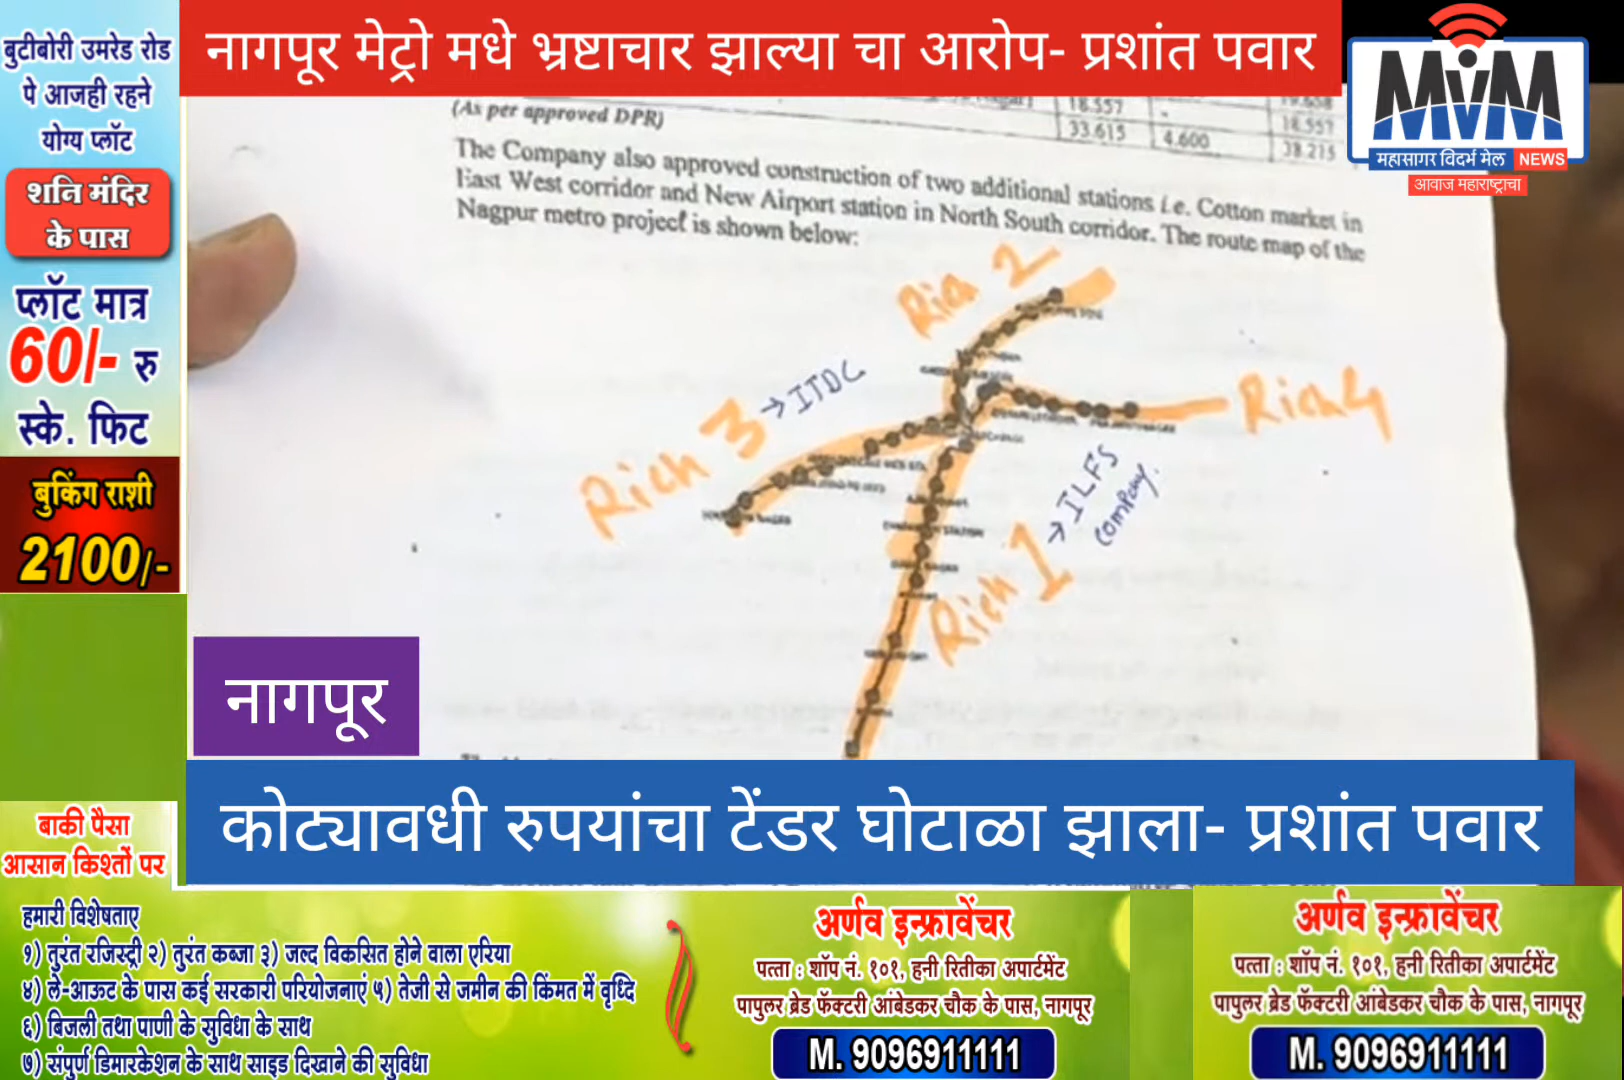 नागपूर मेट्रो मधे भ्रष्टाचार झाल्या चा आरोप- प्रशांत पवार
MVM
महासागर विदर्भ मेल NEWS
आवाज महाराष्ट्राचा
बुटीबोरी उमरेड रोड
पे आजही रहने
योग्य प्लॉट
शनि मंदिर
के पास
प्लॉट मात्र
60/- रु
स्के. फिट
बुकिंग राशी
2100/-
बाकी पैसा
आसान किश्तों पर
(As per approved DPR)
18.557 - 18.557
33.615 4.600 38.215
The Company also approved construction of two additional stations i.e. Cotton market in
East West corridor and New Airport station in North South corridor. The route map of the
Nagpur metro project is shown below:
Rich 2
Rich 3 → ITDC
Rich 4
Rich 1 → ILFS
company.
नागपूर
कोट्यावधी रुपयांचा टेंडर घोटाळा झाला- प्रशांत पवार
हमारी विशेषताए
१) तुरंत रजिस्ट्री २) तुरंत कब्जा ३) जल्द विकसित होने वाला एरिया
४) ले-आऊट के पास कई सरकारी परियोजनाएं ५) तेजी से जमीन की किंमत में वृध्दि
६) बिजली तथा पाणी के सुविधा के साथ
७) संपुर्ण डिमारकेशन के साथ साइड दिखाने की सुविधा
अर्णव इन्फ्रावेंचर
पत्ता : शॉप नं. १०१, हनी रितीका अपार्टमेंट
पापुलर ब्रेड फॅक्टरी आंबेडकर चौक के पास, नागपूर
M. 9096911111
अर्णव इन्फ्रावेंचर
पत्ता : शॉप नं. १०१, हनी रितीका अपार्टमेंट
पापुलर ब्रेड फॅक्टरी आंबेडकर चौक के पास, नागपूर
M. 9096911111